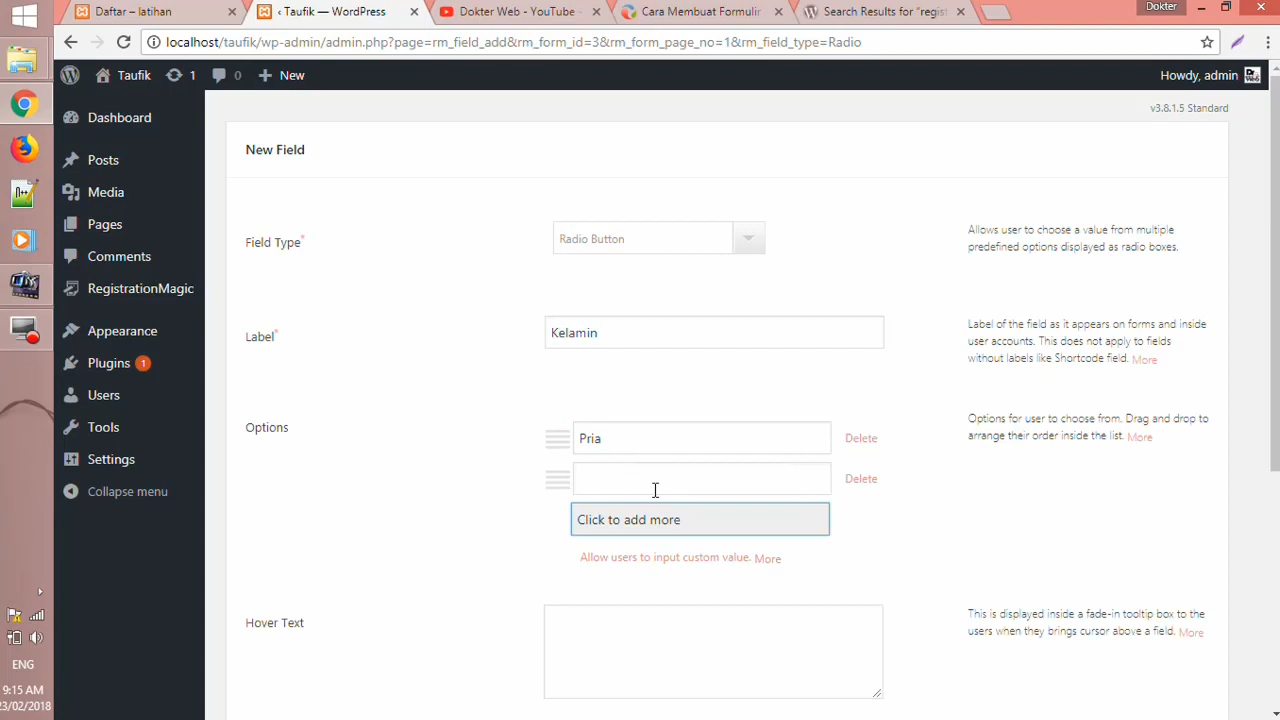 Daftar – latihan
‹ Taufik — WordPress
Dokter Web - YouTube
Cara Membuat Formulir
Search Results for “regist
Dokter
localhost/taufik/wp-admin/admin.php?page=rm_field_add&rm_form_id=3&rm_form_page_no=1&rm_field_type=Radio
Taufik
1
0
New
Howdy, admin
v3.8.1.5 Standard
Dashboard
Posts
Media
Pages
Comments
RegistrationMagic
Appearance
Plugins 1
Users
Tools
Settings
Collapse menu
New Field
Field Type*
Radio Button
Allows user to choose a value from multiple
predefined options displayed as radio boxes.
Label*
Kelamin
Label of the field as it appears on forms and inside
user accounts. This does not apply to fields
without labels like Shortcode field. More
Options
Pria
Delete
Delete
Click to add more
Allow users to input custom value. More
Options for user to choose from. Drag and drop to
arrange their order inside the list. More
Hover Text
This is displayed inside a fade-in tooltip box to the
users when they brings cursor above a field. More
ENG
9:15 AM
23/02/2018